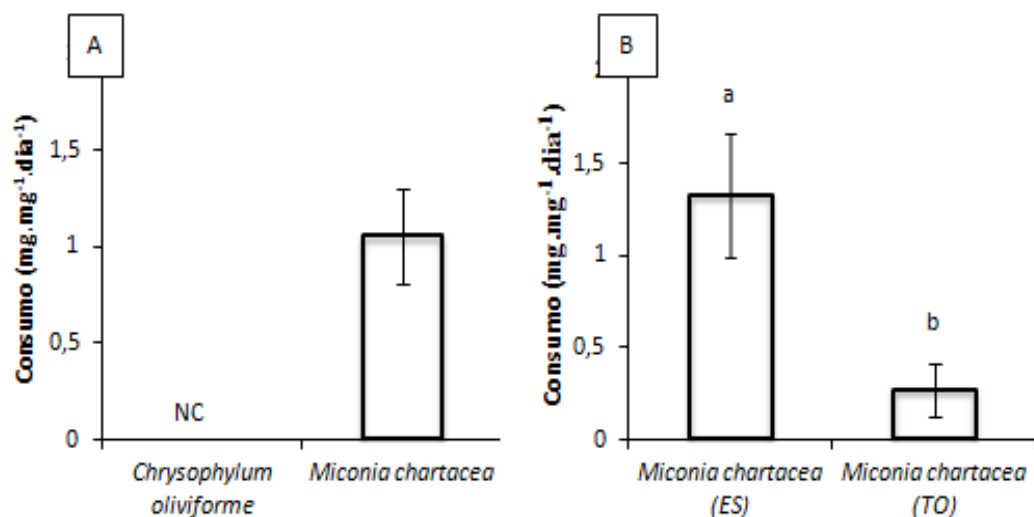 A
Consumo (mg.mg⁻¹.dia⁻¹)
1,5
1
0,5
0
NC
Chrysophylum
oliviforme
Miconia chartacea
B
Consumo (mg.mg⁻¹.dia⁻¹)
1,5
1
0,5
0
a
b
Miconia chartacea
(ES)
Miconia chartacea
(TO)